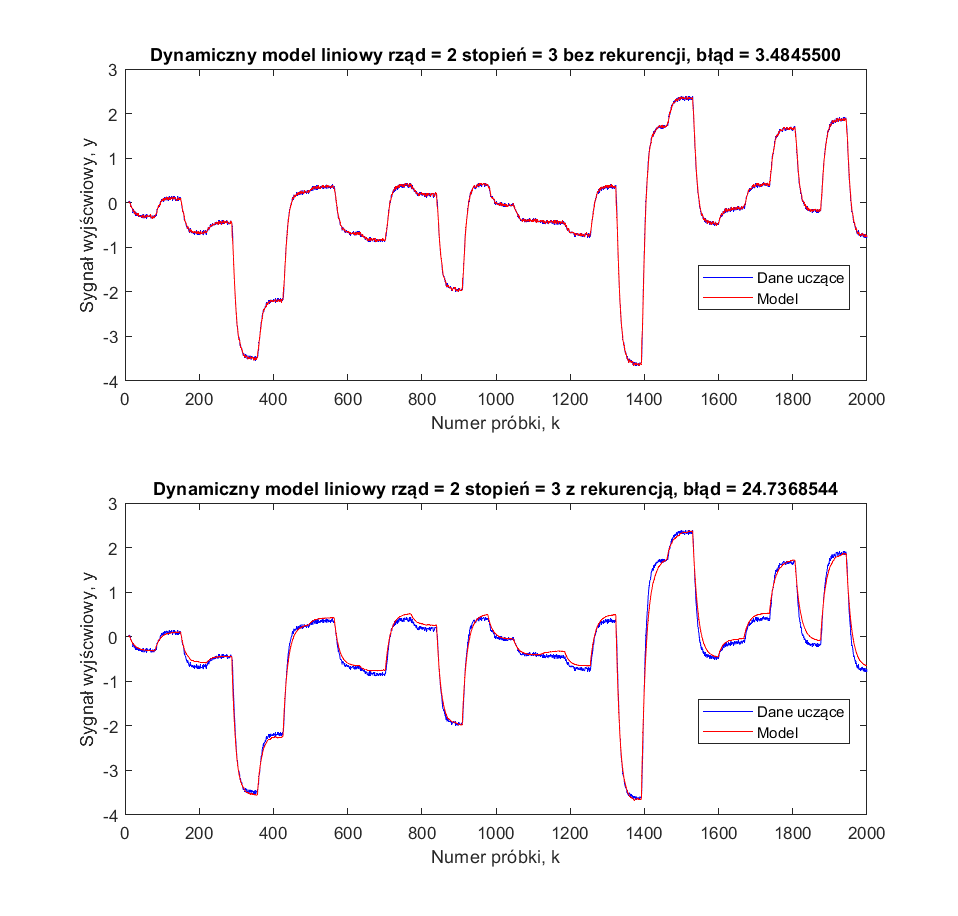 Dynamiczny model liniowy rząd = 2 stopień = 3 bez rekurencji, błąd = 3.4845500
3
2
1
0
-1
-2
-3
-4
Sygnał wyjścwiowy, y
Dane uczące
Model
0 200 400 600 800 1000 1200 1400 1600 1800 2000
Numer próbki, k
Dynamiczny model liniowy rząd = 2 stopień = 3 z rekurencją, błąd = 24.7368544
3
2
1
0
-1
-2
-3
-4
Sygnał wyjścwiowy, y
Dane uczące
Model
0 200 400 600 800 1000 1200 1400 1600 1800 2000
Numer próbki, k